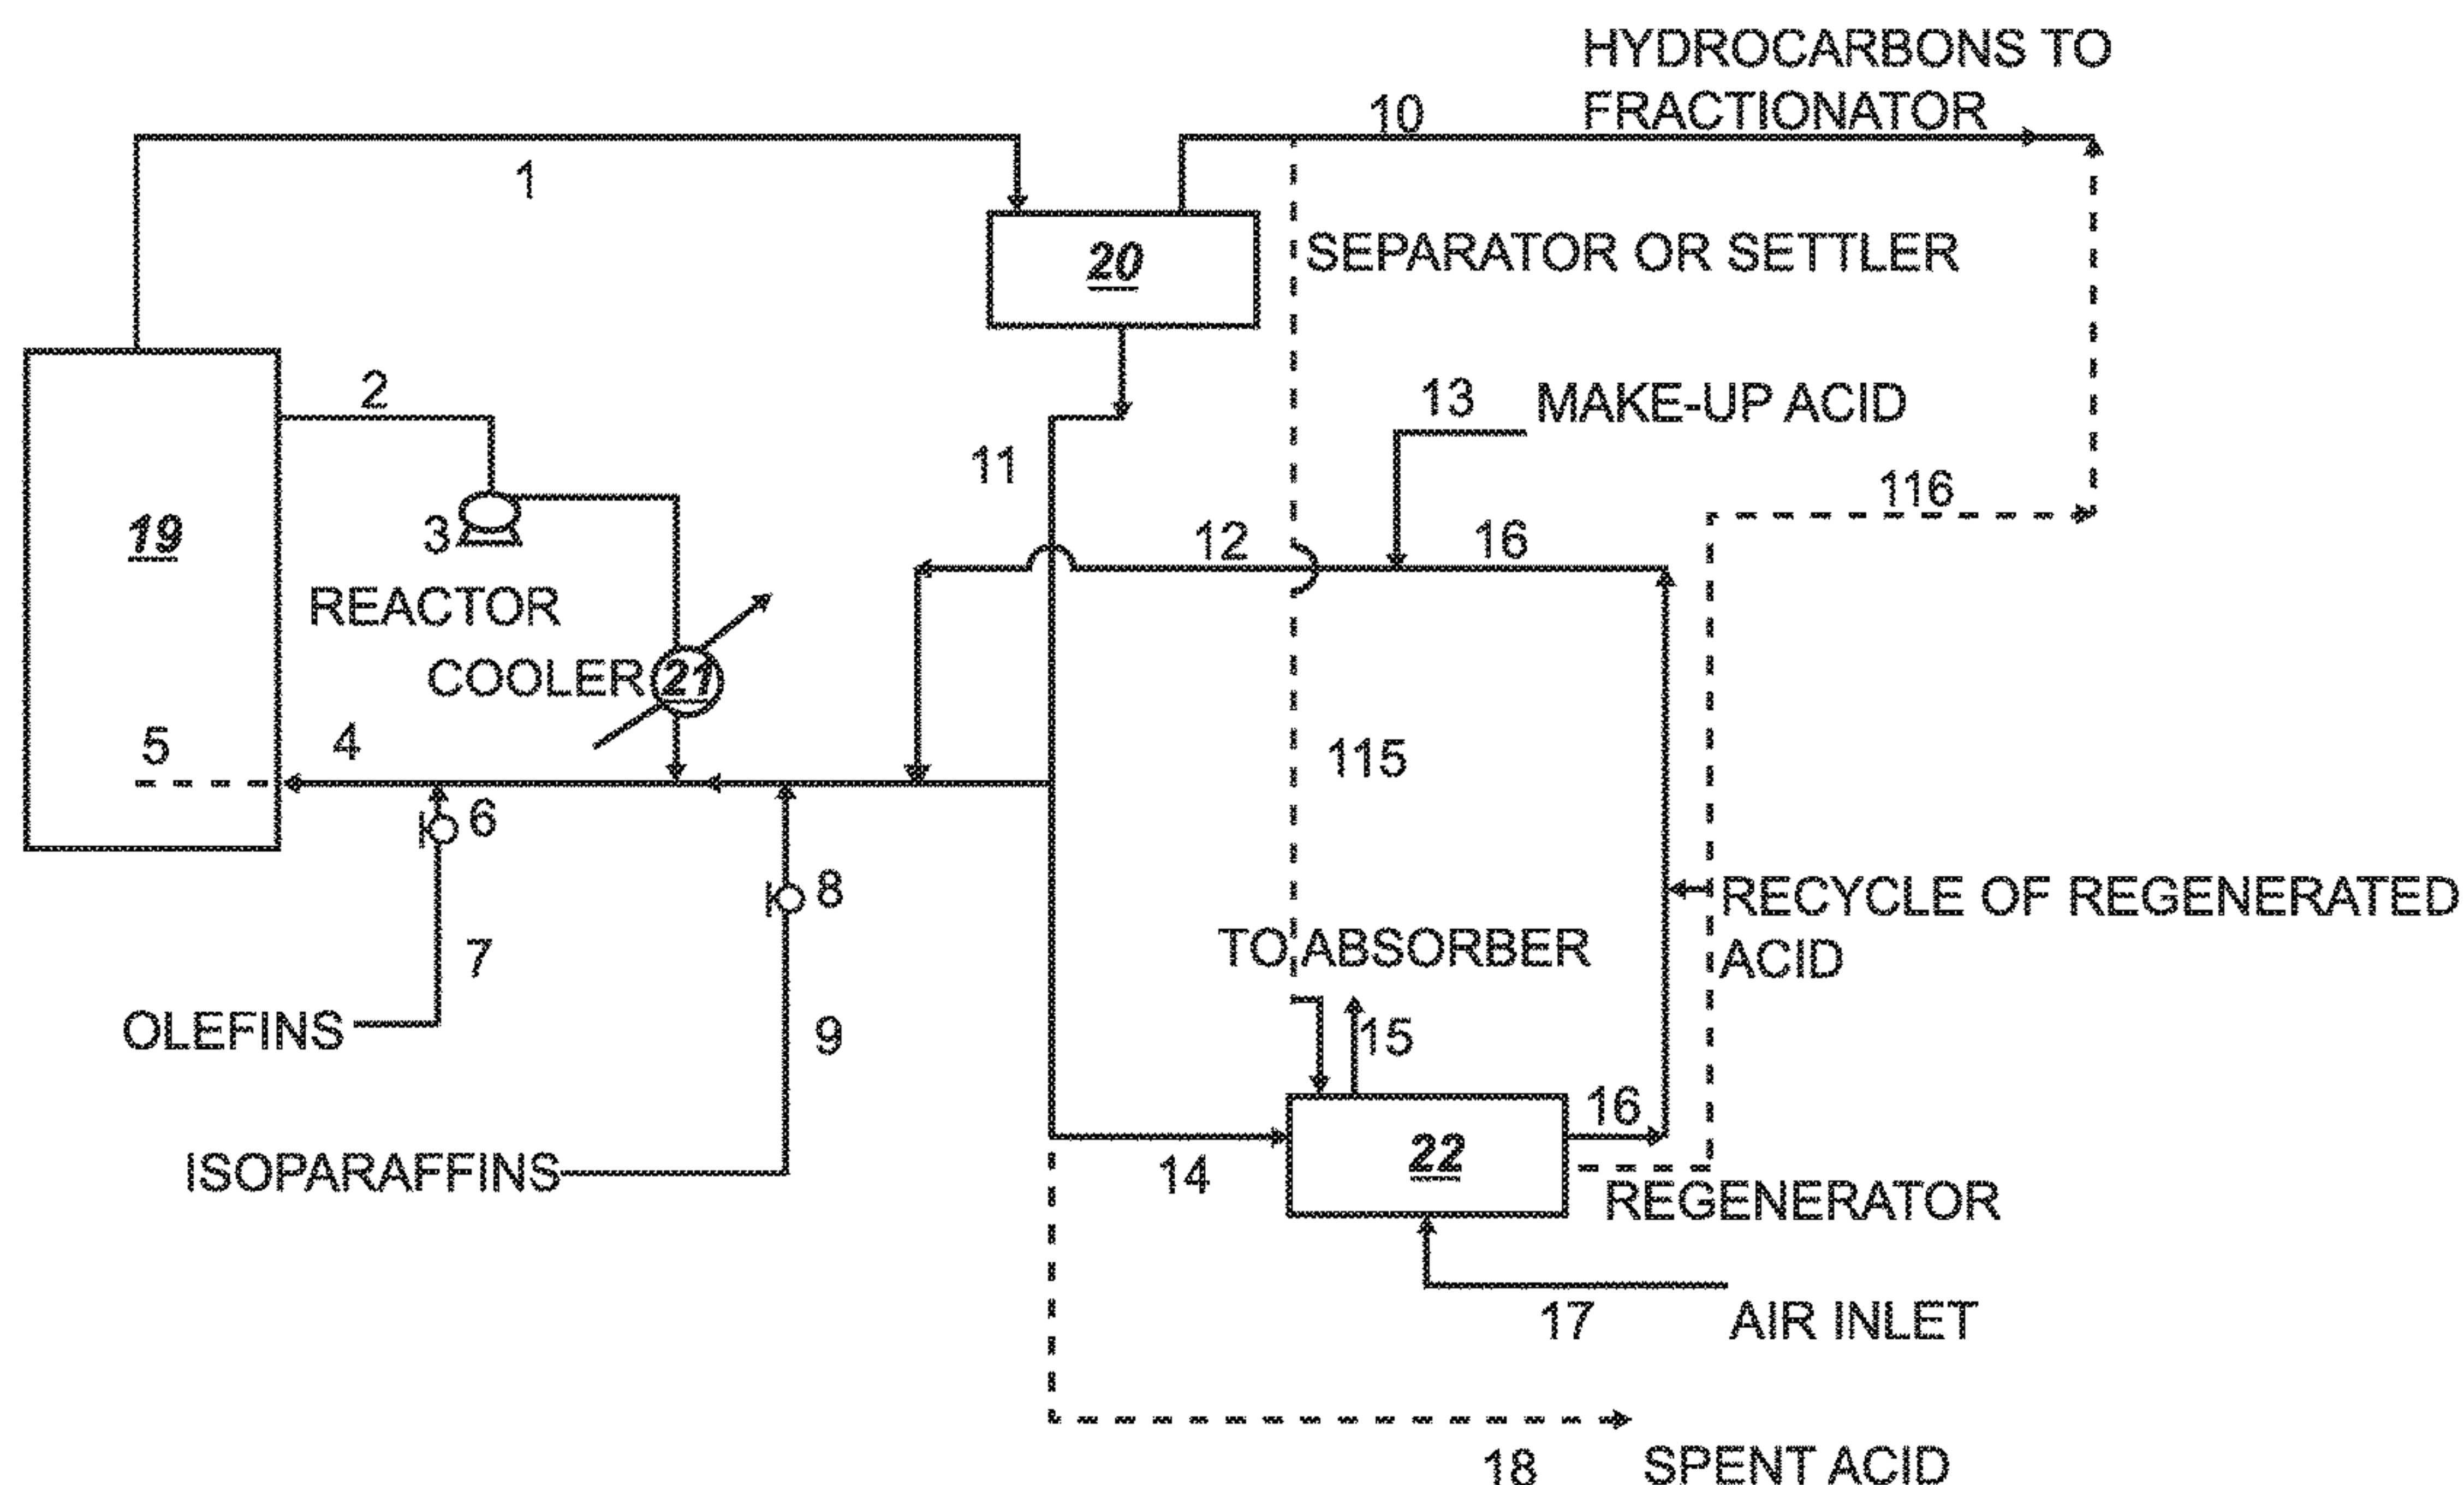 HYDROCARBONS TO
FRACTIONATOR
10
1
20
SEPARATOR OR SETTLER
2
13
MAKE-UP ACID
11
116
3
19
12
16
REACTOR
COOLER
21
5
4
115
6
8
RECYCLE OF REGENERATED
ACID
7
TO ABSORBER
OLEFINS
9
15
16
ISOPARAFFINS
14
22
REGENERATOR
17
AIR INLET
18
SPENT ACID